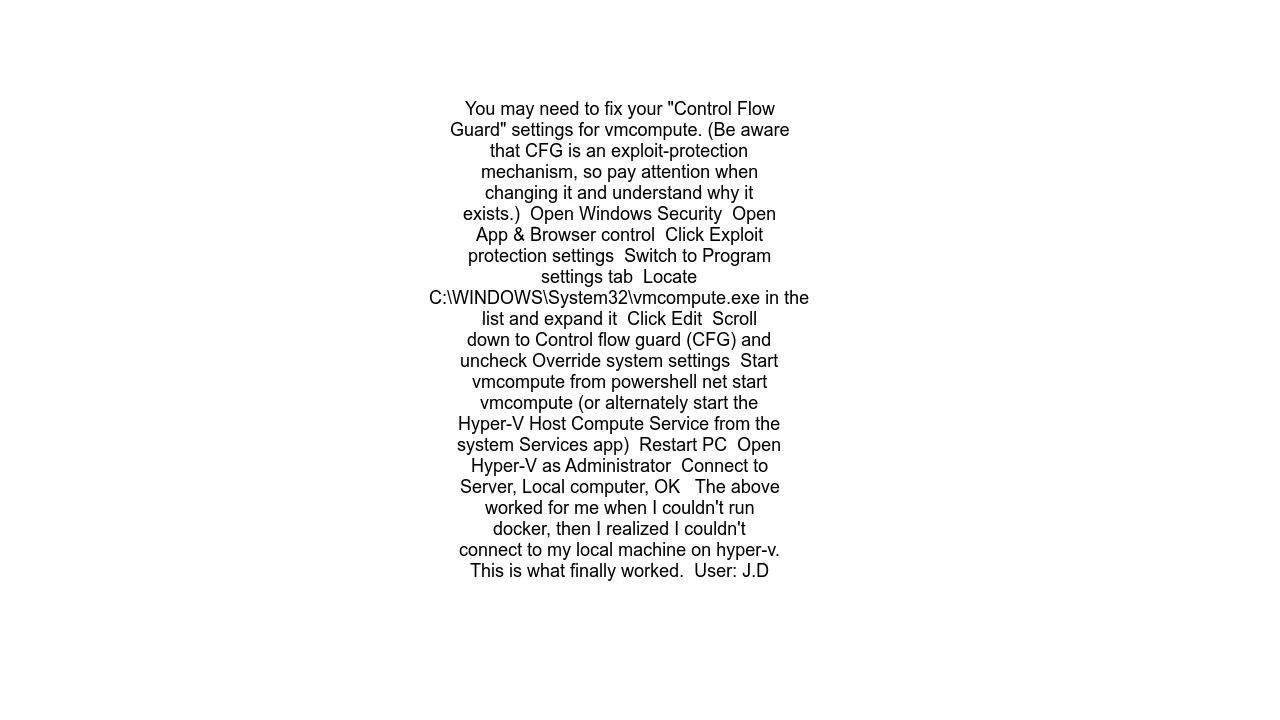 You may need to fix your "Control Flow
Guard" settings for vmcompute. (Be aware
that CFG is an exploit-protection
mechanism, so pay attention when
changing it and understand why it
exists.)  Open Windows Security  Open
App & Browser control  Click Exploit
protection settings  Switch to Program
settings tab  Locate
C:\WINDOWS\System32\vmcompute.exe in the
list and expand it  Click Edit  Scroll
down to Control flow guard (CFG) and
uncheck Override system settings  Start
vmcompute from powershell net start
vmcompute (or alternately start the
Hyper-V Host Compute Service from the
system Services app)  Restart PC  Open
Hyper-V as Administrator  Connect to
Server, Local computer, OK   The above
worked for me when I couldn't run
docker, then I realized I couldn't
connect to my local machine on hyper-v.
This is what finally worked.  User: J.D